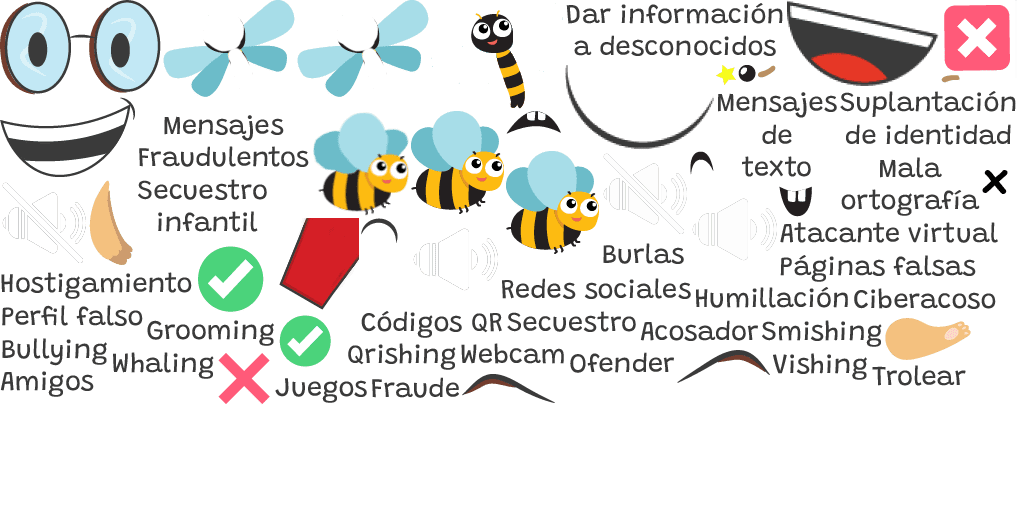 Dar información
a desconocidos
Mensajes
de
texto
Suplantación
de identidad
Mala
ortografía
Mensajes
Fraudulentos
Secuestro
infantil
Atacante virtual
Burlas
Páginas falsas
Hostigamiento
Redes sociales
Humillación
Ciberacoso
Perfil falso
Grooming
Códigos QR
Secuestro
Acosador
Smishing
Bullying
Whaling
Qrishing
Webcam
Ofender
Vishing
Trolear
Amigos
Juegos
Fraude